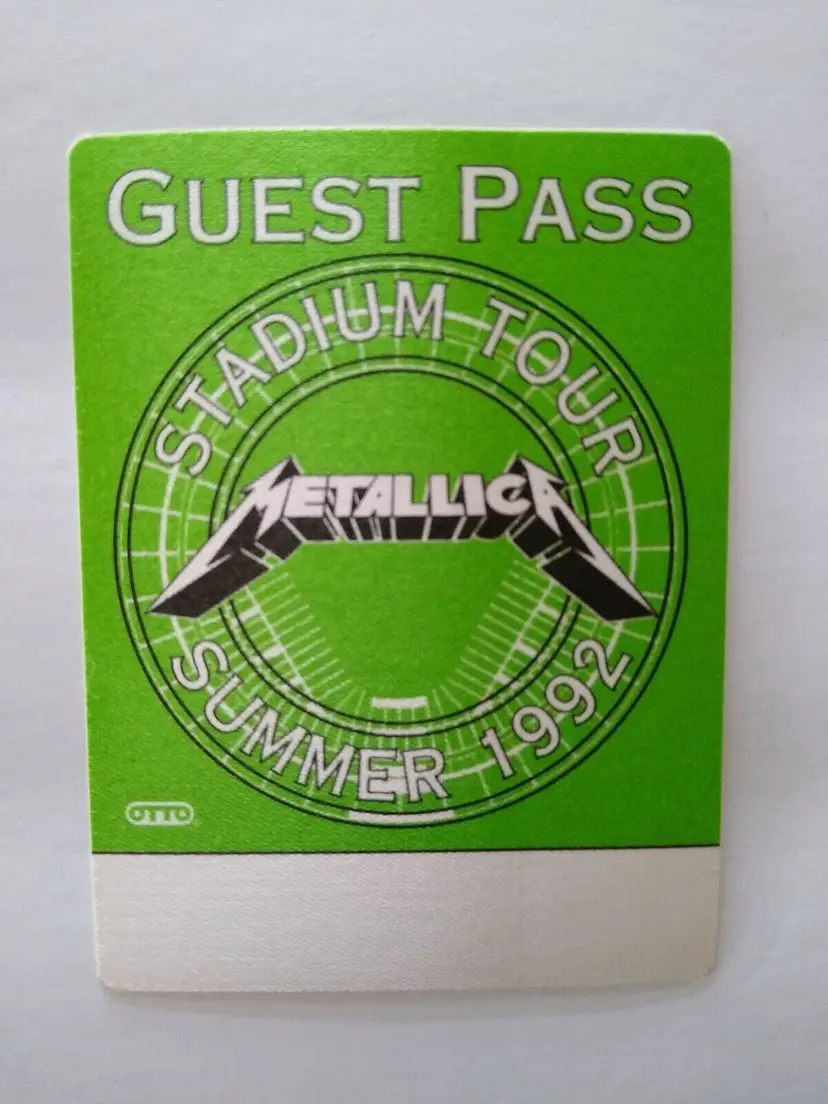 GUEST PASS
STADIUM TOUR
METALLICA
SUMMER 1992
OTTO